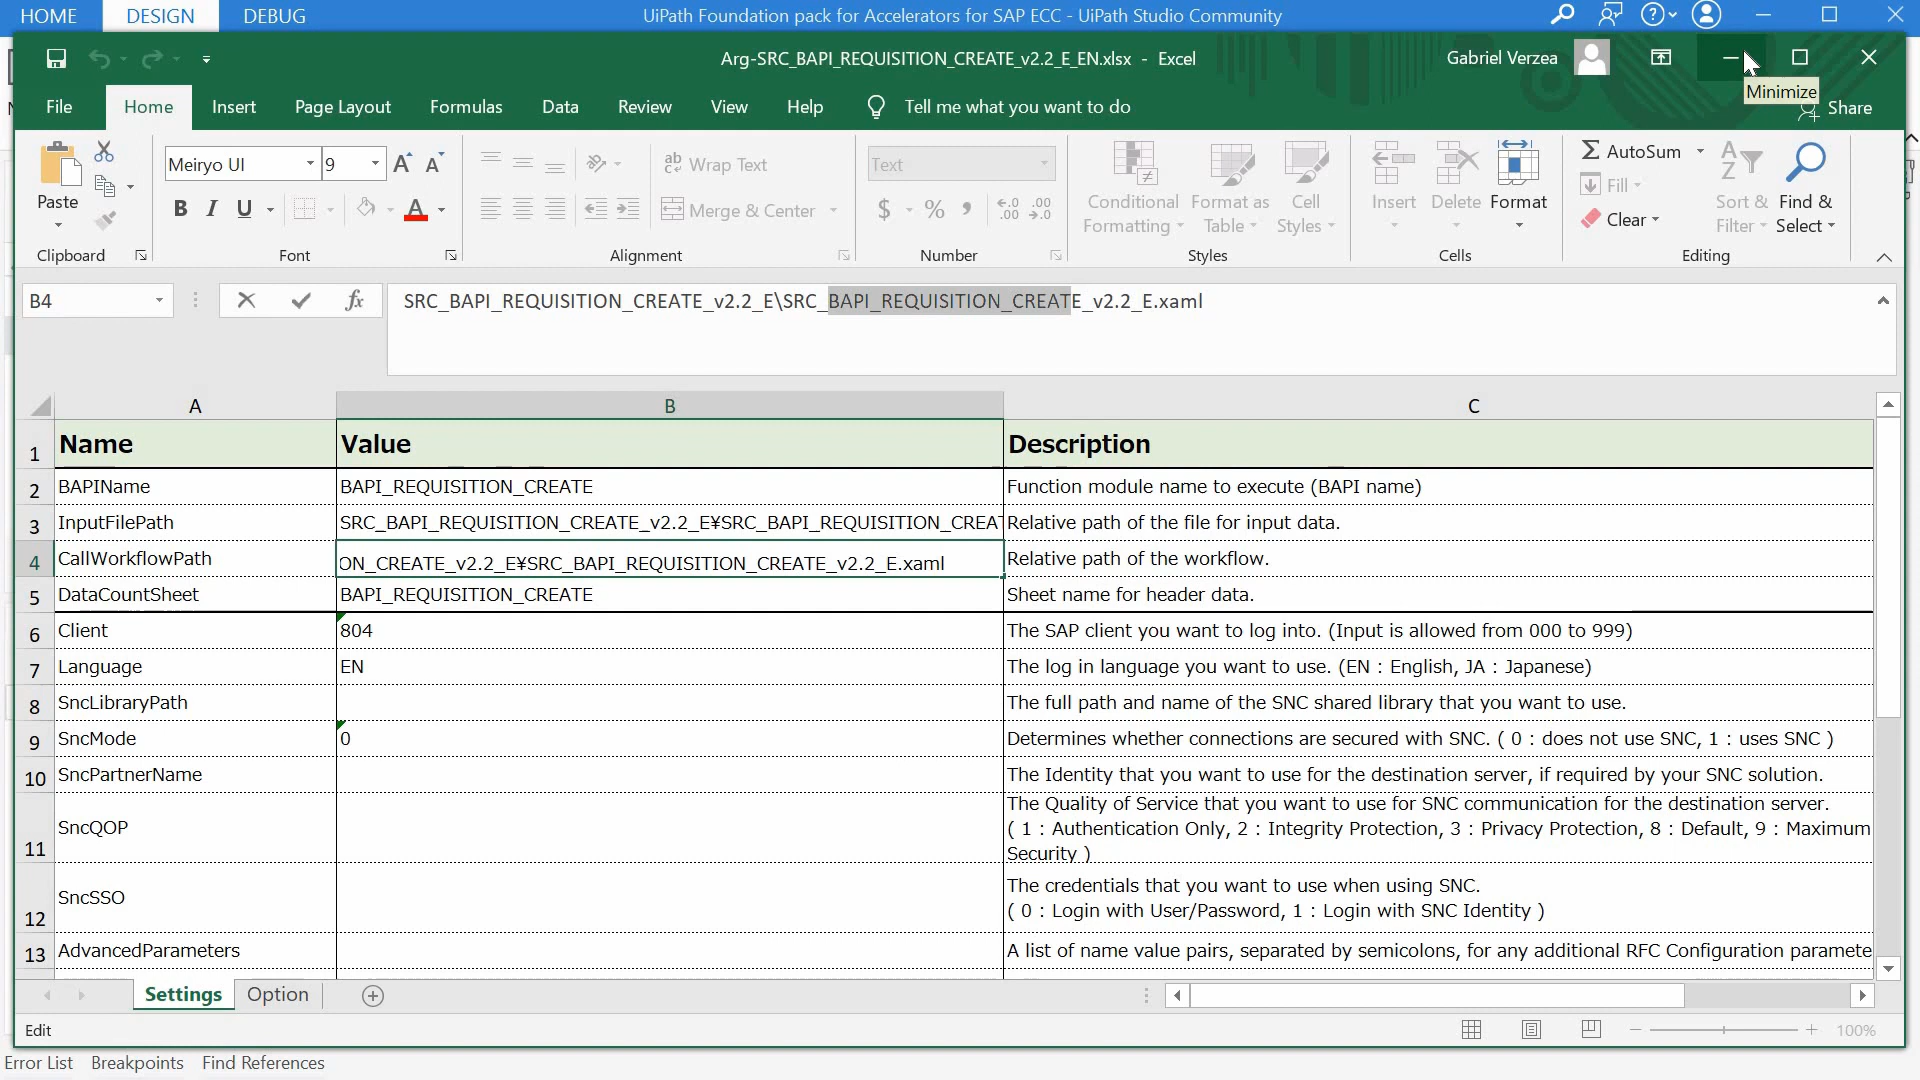 HOME DESIGN DEBUG UiPath Foundation pack for Accelerators for SAP ECC - UiPath Studio Community
Arg-SRC_BAPI_REQUISITION_CREATE_v2.2_E_EN.xlsx - Excel Gabriel Verzea
Minimize
File Home Insert Page Layout Formulas Data Review View Help Tell me what you want to do Share
Paste
Meiryo UI 9
Wrap Text
Merge & Center
Text
Conditional Formatting
Format as Table
Cell Styles
Insert Delete Format
AutoSum
Fill
Clear
Sort & Filter
Find & Select
Clipboard Font Alignment Number Styles Cells Editing
B4 SRC_BAPI_REQUISITION_CREATE_v2.2_E\SRC_BAPI_REQUISITION_CREATE_v2.2_E.xaml
A B C
1 Name Value Description
2 BAPIName BAPI_REQUISITION_CREATE Function module name to execute (BAPI name)
3 InputFilePath SRC_BAPI_REQUISITION_CREATE_v2.2_E¥SRC_BAPI_REQUISITION_CREAT Relative path of the file for input data.
4 CallWorkflowPath ON_CREATE_v2.2_E¥SRC_BAPI_REQUISITION_CREATE_v2.2_E.xaml Relative path of the workflow.
5 DataCountSheet BAPI_REQUISITION_CREATE Sheet name for header data.
6 Client 804 The SAP client you want to log into. (Input is allowed from 000 to 999)
7 Language EN The log in language you want to use. (EN : English, JA : Japanese)
8 SncLibraryPath The full path and name of the SNC shared library that you want to use.
9 SncMode 0 Determines whether connections are secured with SNC. ( 0 : does not use SNC, 1 : uses SNC )
10 SncPartnerName The Identity that you want to use for the destination server, if required by your SNC solution.
11 SncQOP The Quality of Service that you want to use for SNC communication for the destination server.
( 1 : Authentication Only, 2 : Integrity Protection, 3 : Privacy Protection, 8 : Default, 9 : Maximum
Security )
12 SncSSO The credentials that you want to use when using SNC.
( 0 : Login with User/Password, 1 : Login with SNC Identity )
13 AdvancedParameters A list of name value pairs, separated by semicolons, for any additional RFC Configuration paramete
Settings Option
Edit 100%
Error List Breakpoints Find References